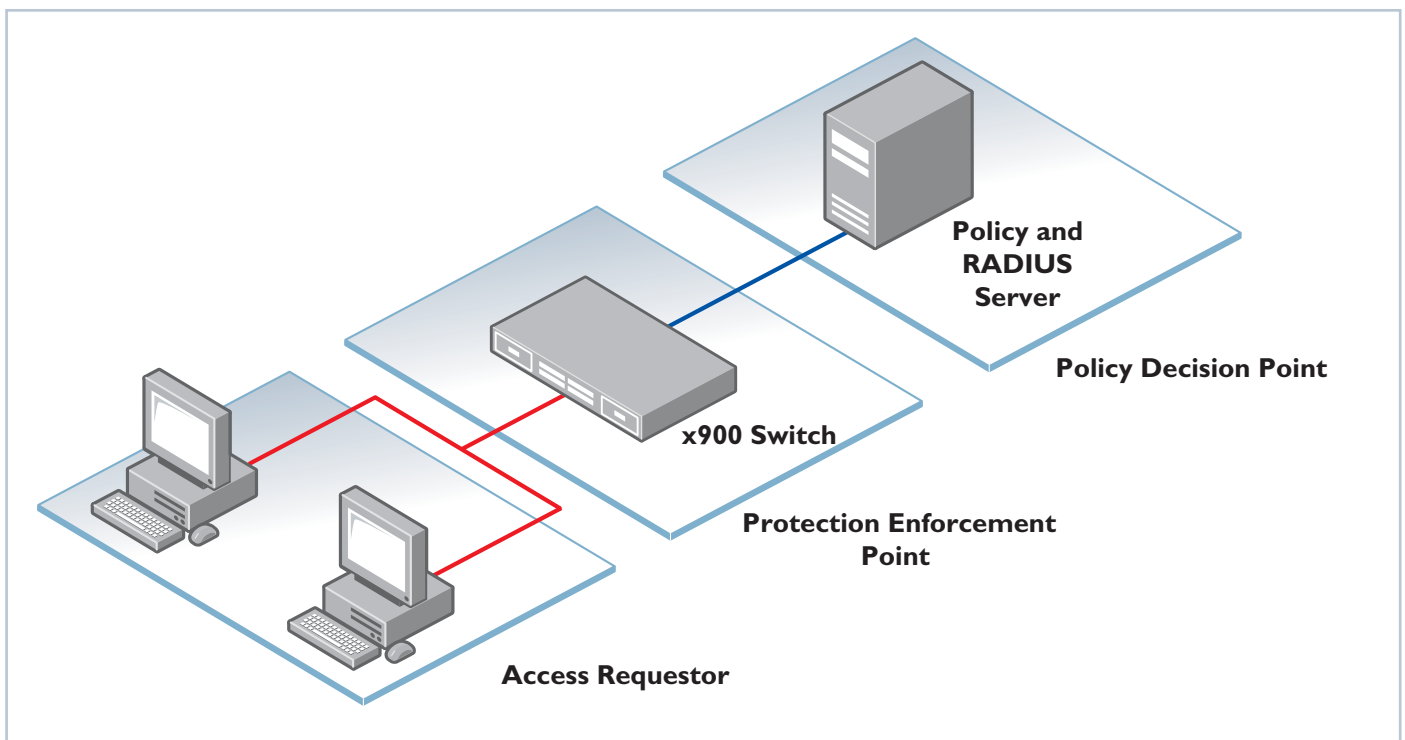 Policy and
RADIUS
Server
Policy Decision Point
x900 Switch
Protection Enforcement
Point
Access Requestor